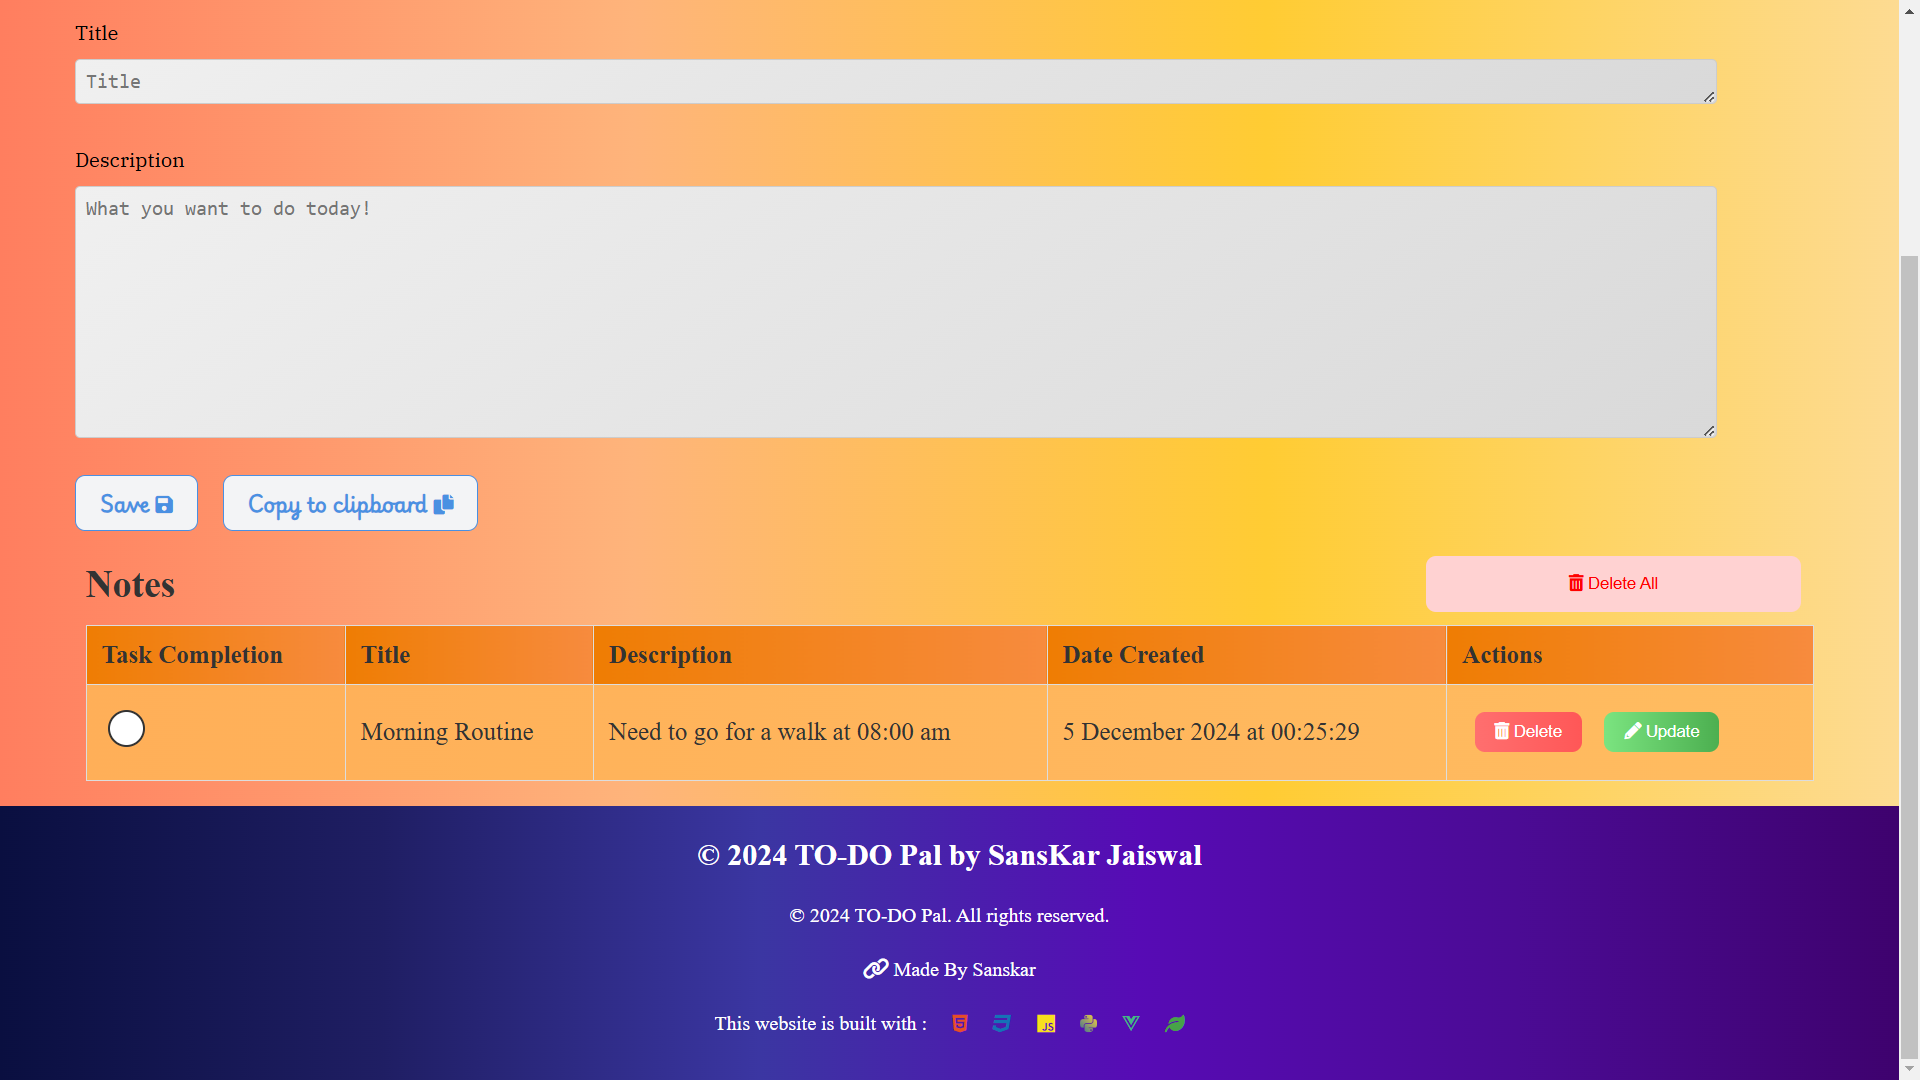 Title
Title
Description
What you want to do today!
Save
Copy to clipboard
Notes
Delete All
Task Completion Title Description Date Created Actions
Morning Routine Need to go for a walk at 08:00 am 5 December 2024 at 00:25:29 Delete Update
© 2024 TO-DO Pal by SansKar Jaiswal
© 2024 TO-DO Pal. All rights reserved.
Made By Sanskar
This website is built with :
JS